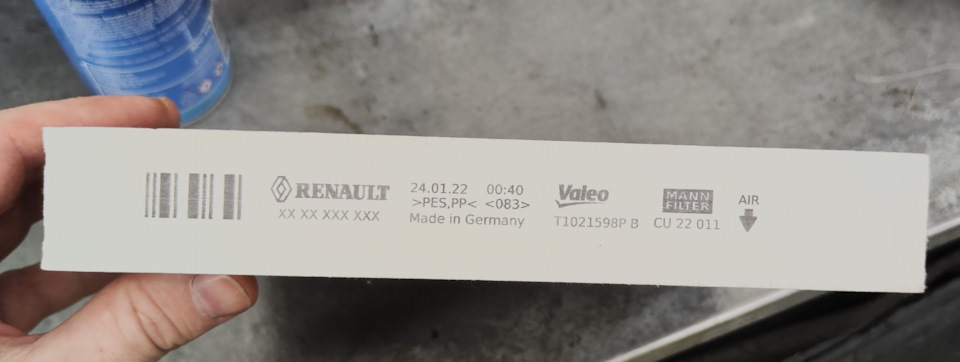 RENAULT
XX XX XXX XXX
24.01.22 00:40
>PES,PP< <083>
Made in Germany
Valeo
T1021598P B
MANN
FILTER
CU 22 011
AIR